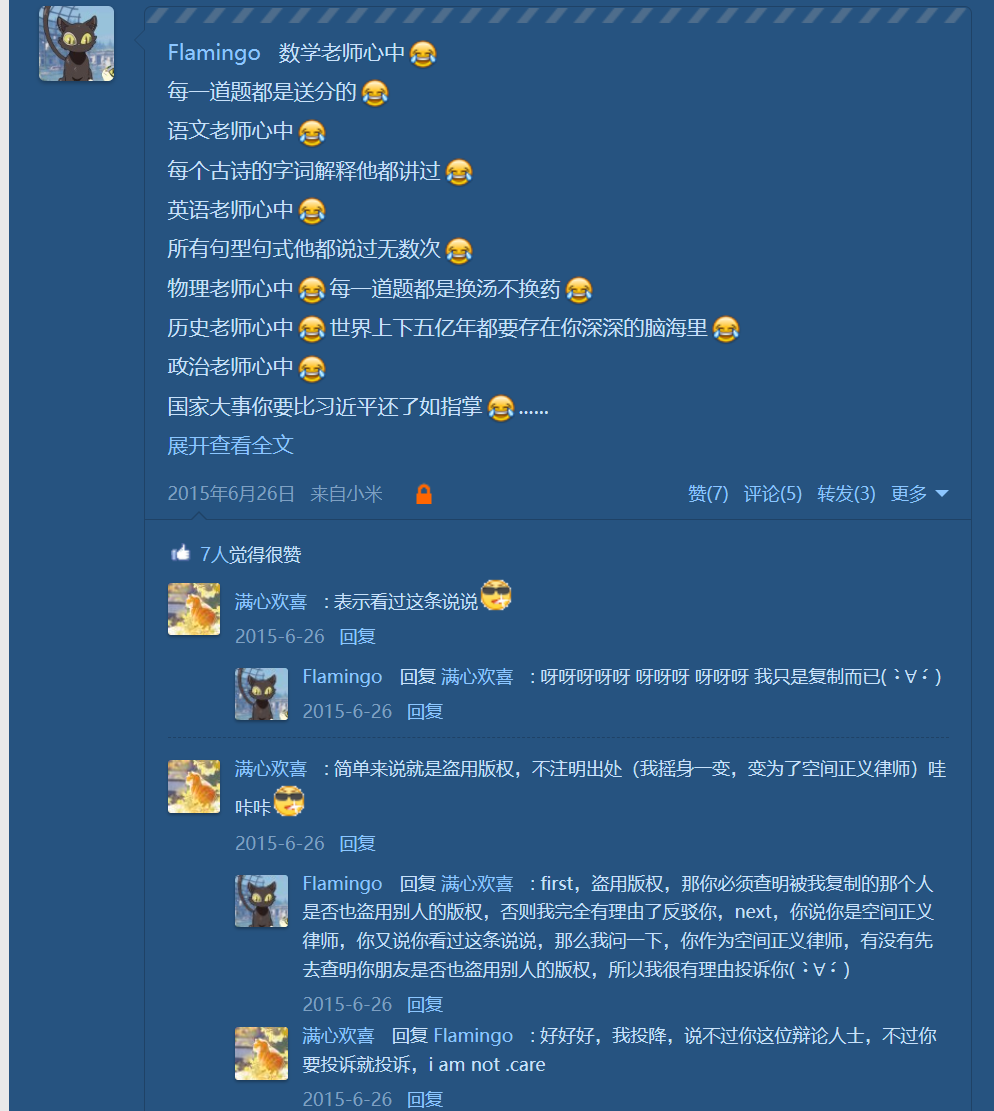 Flamingo 数学老师心中😂
每一道题都是送分的😂
语文老师心中😂
每个古诗的字词解释他都讲过😂
英语老师心中😂
所有句型句式他都说过无数次😂
物理老师心中😂每一道题都是换汤不换药😂
历史老师心中😂世界上下五亿年都要存在你深深的脑海里😂
政治老师心中😂
国家大事你要比习近平还了如指掌😂......
展开查看全文
2015年6月26日 来自小米 赞(7) 评论(5) 转发(3) 更多
7人觉得很赞
满心欢喜 : 表示看过这条说说
2015-6-26 回复
Flamingo 回复 满心欢喜 : 呀呀呀呀呀 呀呀呀 呀呀呀 我只是复制而已(｀∀´)
2015-6-26 回复
满心欢喜 : 简单来说就是盗用版权，不注明出处（我摇身一变，变为了空间正义律师）哇
咔咔
2015-6-26 回复
Flamingo 回复 满心欢喜 : first，盗用版权，那你必须查明被我复制的那个人
是否也盗用别人的版权，否则我完全有理由了反驳你，next，你说你是空间正义
律师，你又说你看过这条说说，那么我问一下，你作为空间正义律师，有没有先
去查明你朋友是否也盗用别人的版权，所以我很有理由投诉你(｀∀´)
2015-6-26 回复
满心欢喜 回复 Flamingo : 好好好，我投降，说不过你这位辩论人士，不过你
要投诉就投诉，i am not .care
2015-6-26 回复